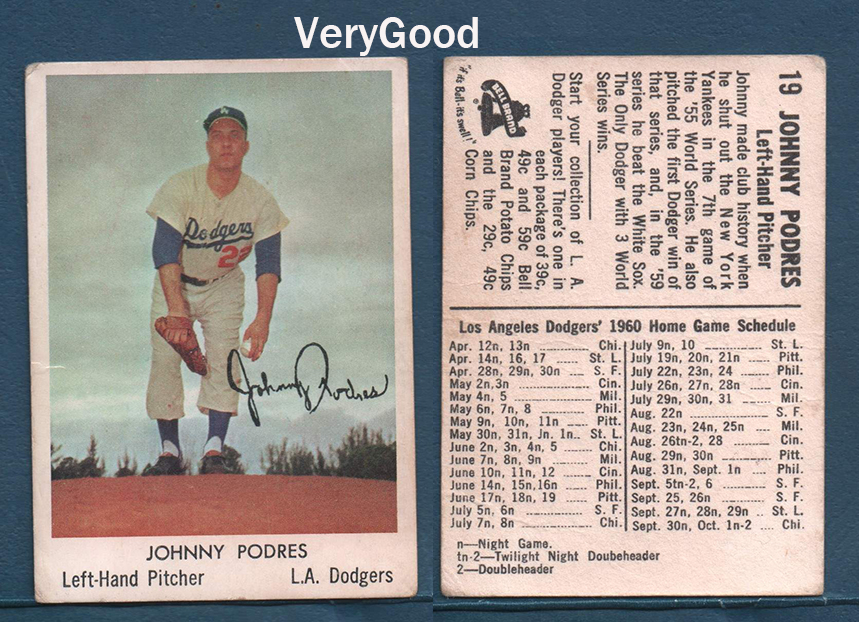 VeryGood
Dodgers
22
Johnny Podres
JOHNNY PODRES
Left-Hand Pitcher
L.A. Dodgers
19 JOHNNY PODRES
Left-Hand Pitcher
Johnny made club history when
he shut out the New York
Yankees in the 7th game of
the '55 World Series. He also
pitched the first Dodger win of
that series, and, in the '59
series he beat the White Sox.
The Only Dodger with 3 World
Series wins.
Start your collection of L. A.
Dodger players! There's one in
each package of 39c,
49c and 59c Bell
Brand Potato Chips
and the 29c, 49c
Corn Chips.
BELL BRAND
"If it's Bell-it's swell!"
Los Angeles Dodgers' 1960 Home Game Schedule
Apr. 12n, 13n ........ Chi.
Apr. 14n, 16, 17 ...... St. L.
Apr. 28n, 29n, 30n ..... S. F.
May 2n,3n ........ Cin.
May 4n, 5 ........ Mil.
May 6n, 7n, 8 ........ Phil.
May 9n, 10n, 11n ...... Pitt.
May 30n, 31n, Jn. 1n.. St. L.
June 2n, 3n, 4n, 5 ..... Chi.
June 7n, 8n, 9n ........ Mil.
June 10n, 11n, 12 ...... Cin.
June 14n, 15n,16n ..... Phil.
June 17n, 18n, 19 ..... Pitt.
July 5n, 6n ........ S. F.
July 7n, 8n ........ Chi.
July 9n, 10 ........ St. L.
July 19n, 20n, 21n ..... Pitt.
July 22n, 23n, 24 ..... Phil.
July 26n, 27n, 28n ..... Cin.
July 29n, 30n, 31 ..... Mil.
Aug. 22n ........ S. F.
Aug. 23n, 24n, 25n .... Mil.
Aug. 26tn-2, 28 ...... Cin.
Aug. 29n, 30n ........ Pitt.
Aug. 31n, Sept. 1n .... Phil.
Sept. 5tn-2, 6 ........ S. F.
Sept. 25, 26n ........ S. F.
Sept. 27n, 28n, 29n .. St. L.
Sept. 30n, Oct. 1n-2 .... Chi.
n—Night Game.
tn-2—Twilight Night Doubeheader
2—Doubleheader